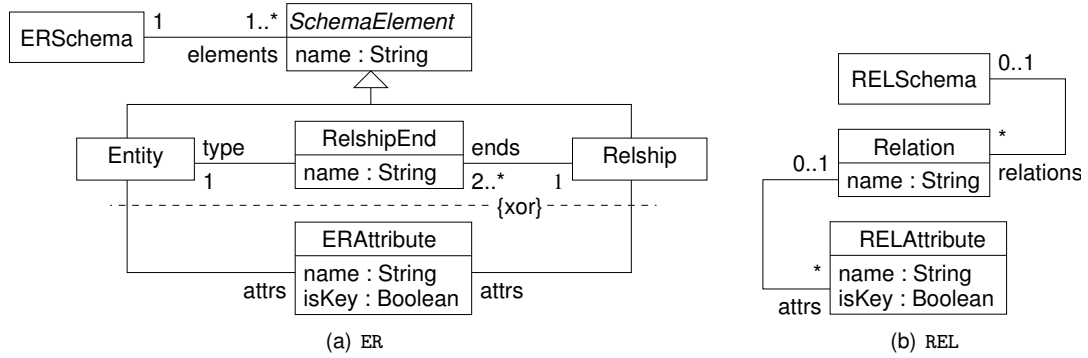 ERSchema
1
1..*
elements
SchemaElement
name : String
Entity
type
1
RelshipEnd
name : String
ends
2..*
1
Relship
{xor}
ERAttribute
name : String
isKey : Boolean
attrs
attrs
(a) ER
RELSchema
0..1
*
relations
Relation
name : String
0..1
*
attrs
RELAttribute
name : String
isKey : Boolean
(b) REL